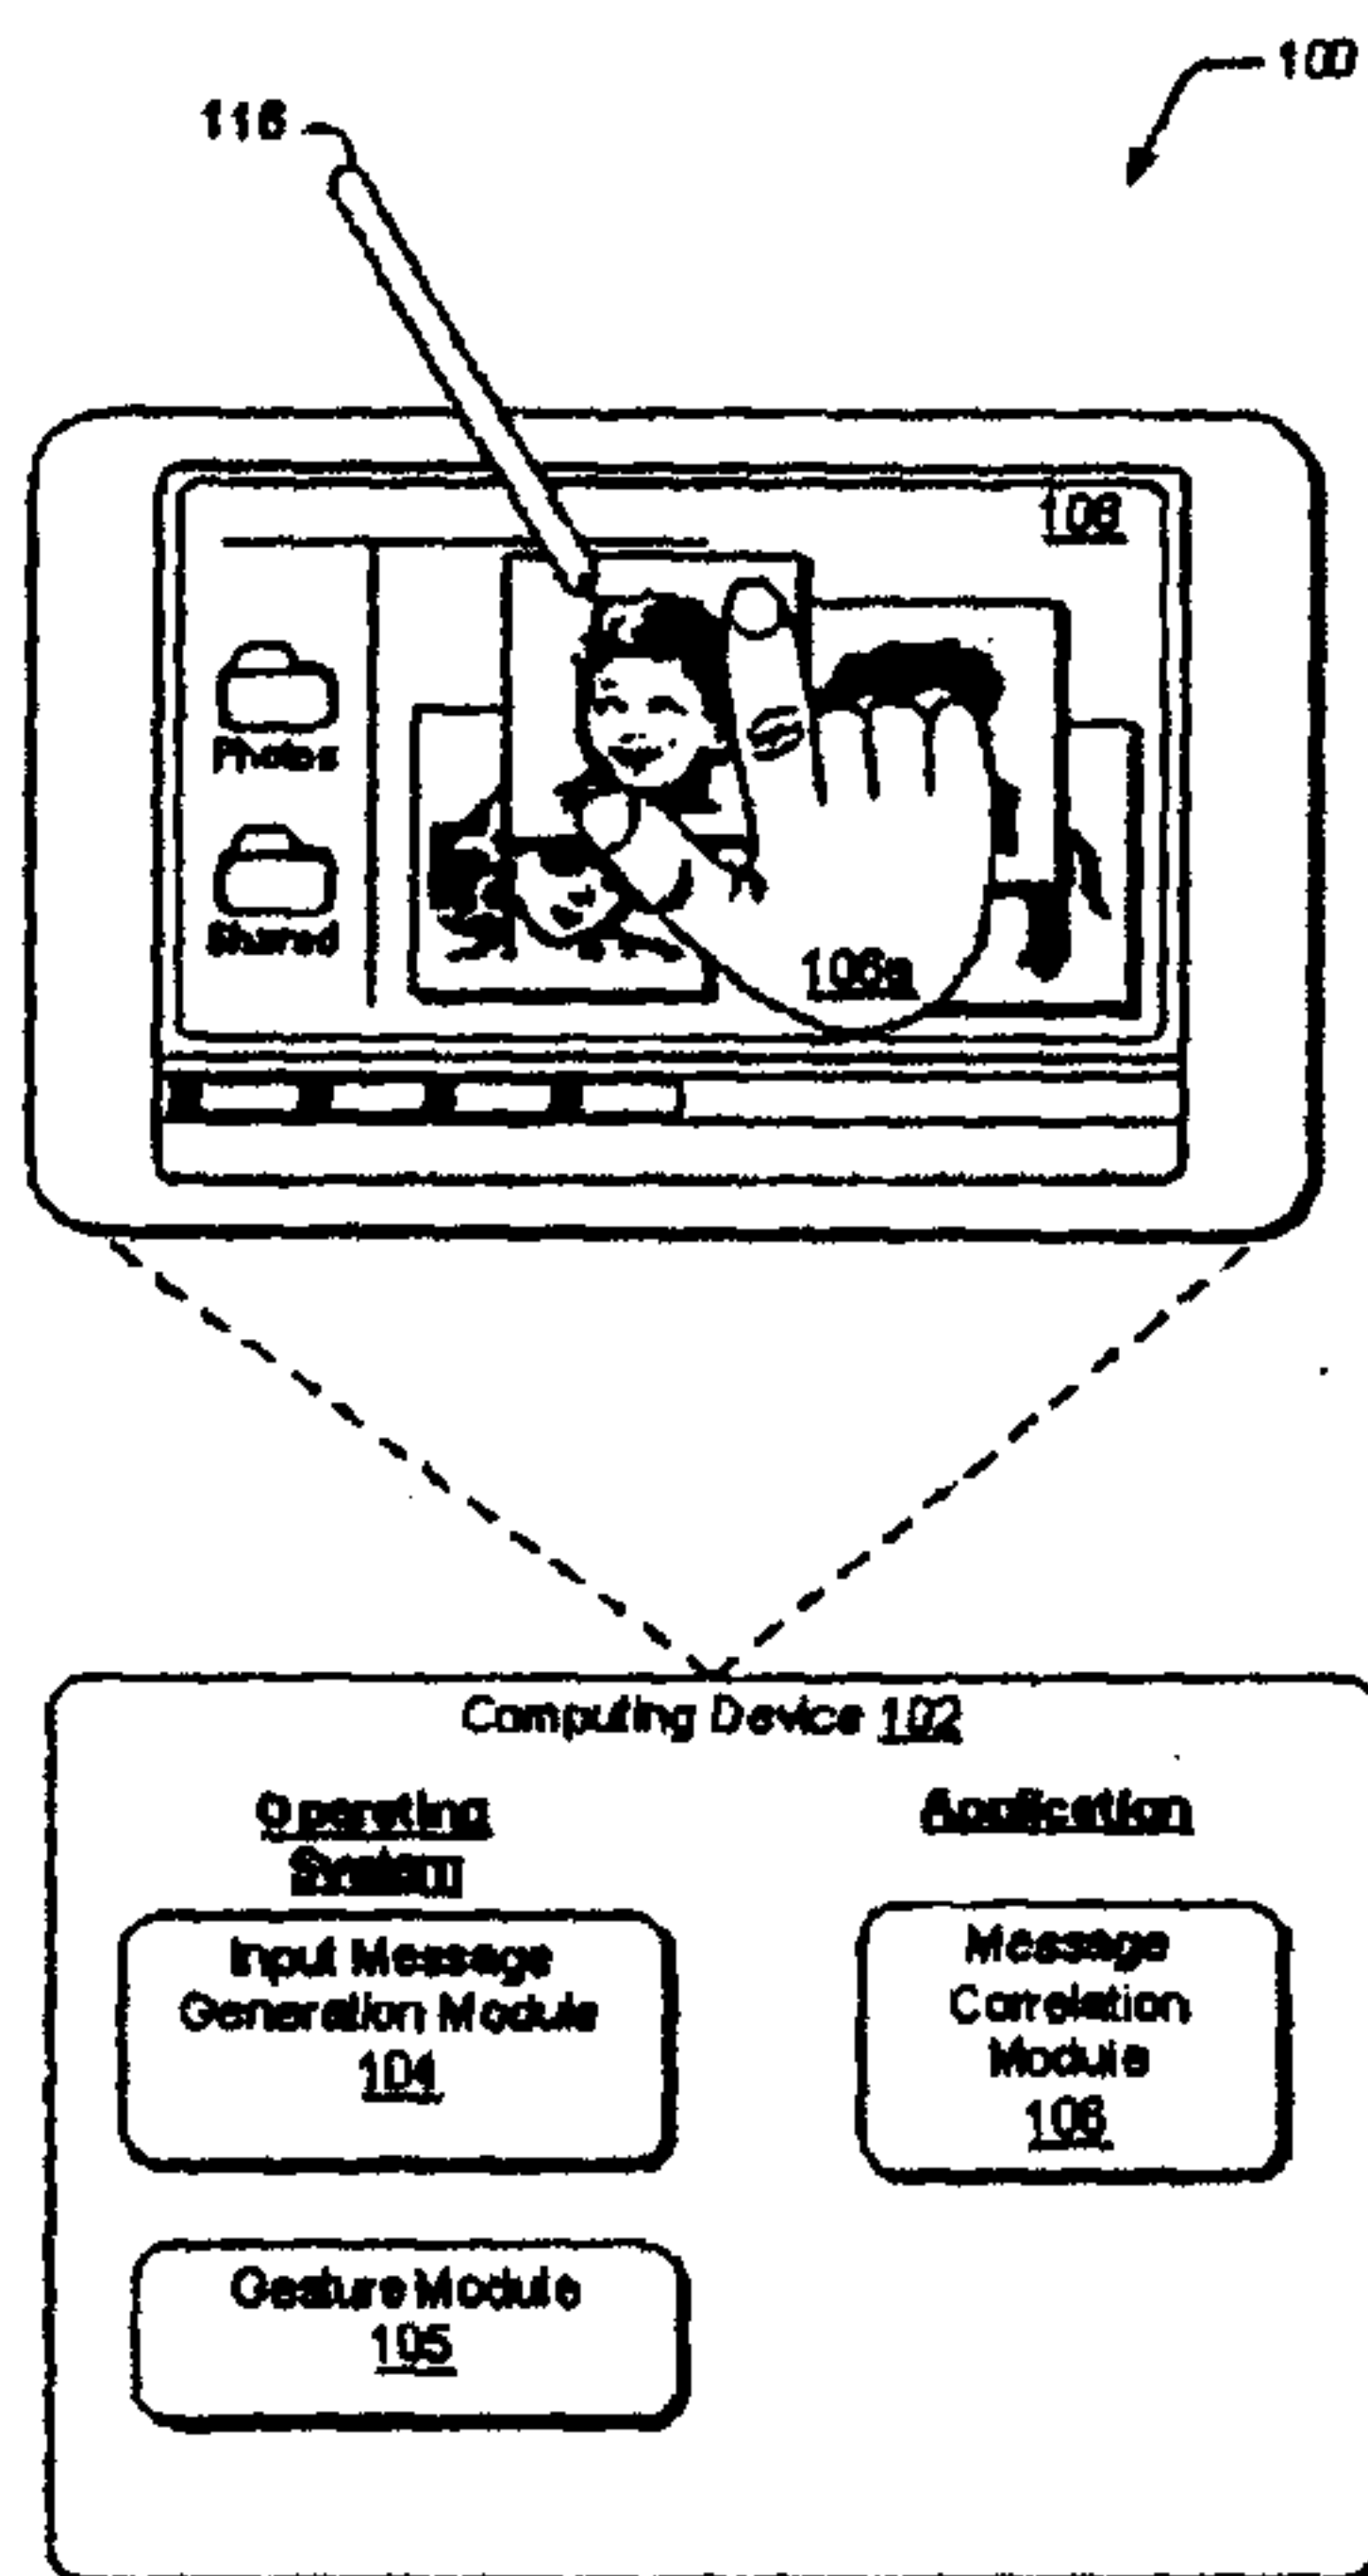 100
116
108
Photos
Shared
106a
Computing Device 102
Operating
System
Application
Input Message
Generation Module
104
Message
Correlation
Module
106
Gesture Module
105